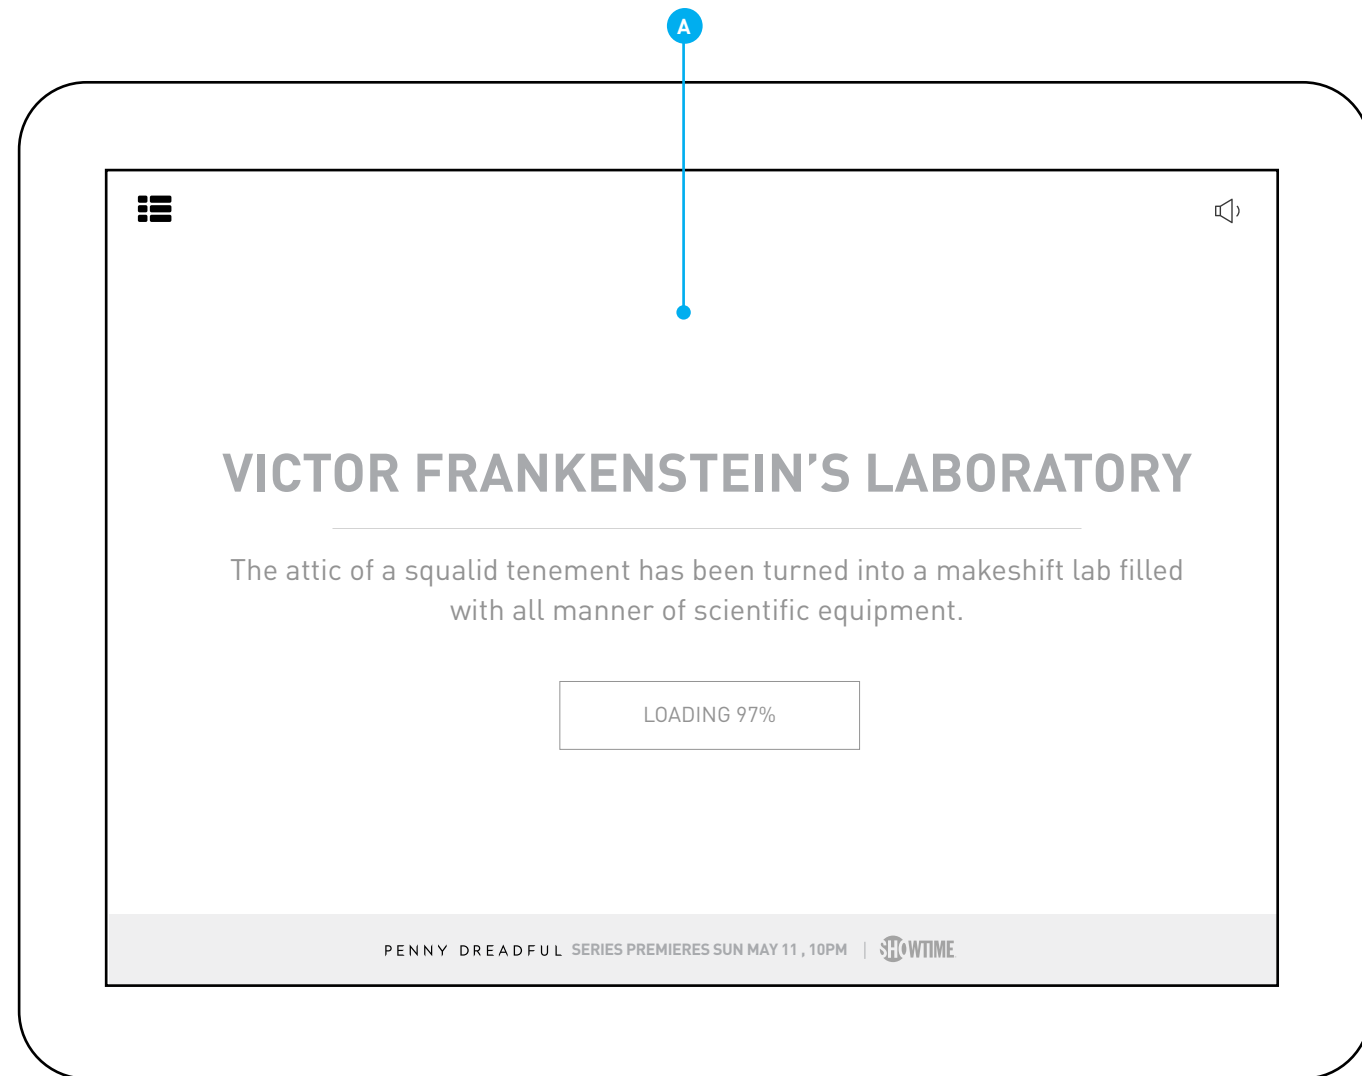 A
VICTOR FRANKENSTEIN’S LABORATORY
The attic of a squalid tenement has been turned into a makeshift lab filled
with all manner of scientific equipment.
LOADING 97%
PENNY DREADFUL SERIES PREMIERES SUN MAY 11 , 10PM | SHOWTIME